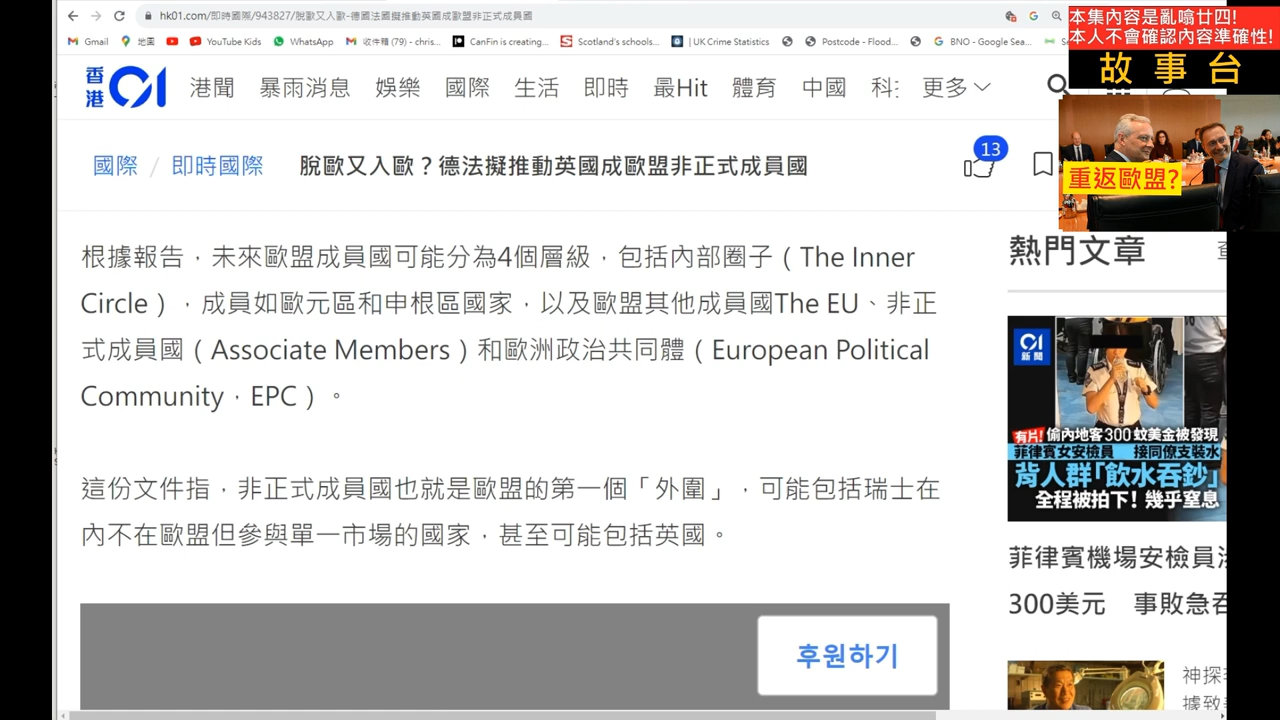 hk01.com/即時國際/943827/脫歐又入歐-德國法國擬推動英國成歐盟非正式成員國
本集內容是亂噏廿四!
本人不會確認內容準確性!
Gmail 地圖 YouTube Kids WhatsApp 收件箱 (79) - chris... CanFin is creating... Scotland's schools... UK Crime Statistics Postcode - Flood... BNO - Google Sea...
故事台
香港01 港聞 暴雨消息 娛樂 國際 生活 即時 最Hit 體育 中國 更多
國際 / 即時國際 脫歐又入歐？德法擬推動英國成歐盟非正式成員國
13
重返歐盟?
根據報告，未來歐盟成員國可能分為4個層級，包括內部圈子（The Inner
Circle），成員如歐元區和申根區國家，以及歐盟其他成員國The EU、非正
式成員國（Associate Members）和歐洲政治共同體（European Political
Community，EPC）。
這份文件指，非正式成員國也就是歐盟的第一個「外圍」，可能包括瑞士在
內不在歐盟但參與單一市場的國家，甚至可能包括英國。
후원하기
熱門文章
01
新聞
有片! 偷內地客300蚊美金被發現
菲律賓女安檢員 接同僚支裝水
背人群「飲水吞鈔」
全程被拍下! 幾乎窒息
菲律賓機場安檢員
300美元 事敗急
神探
據致